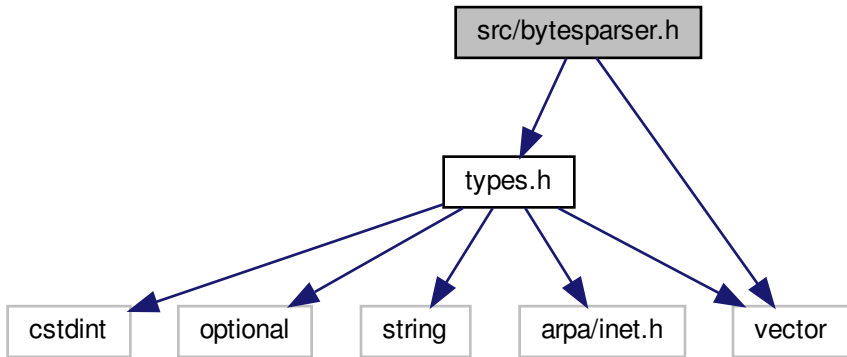 src/bytesparser.h
types.h
cstdint
optional
string
arpa/inet.h
vector